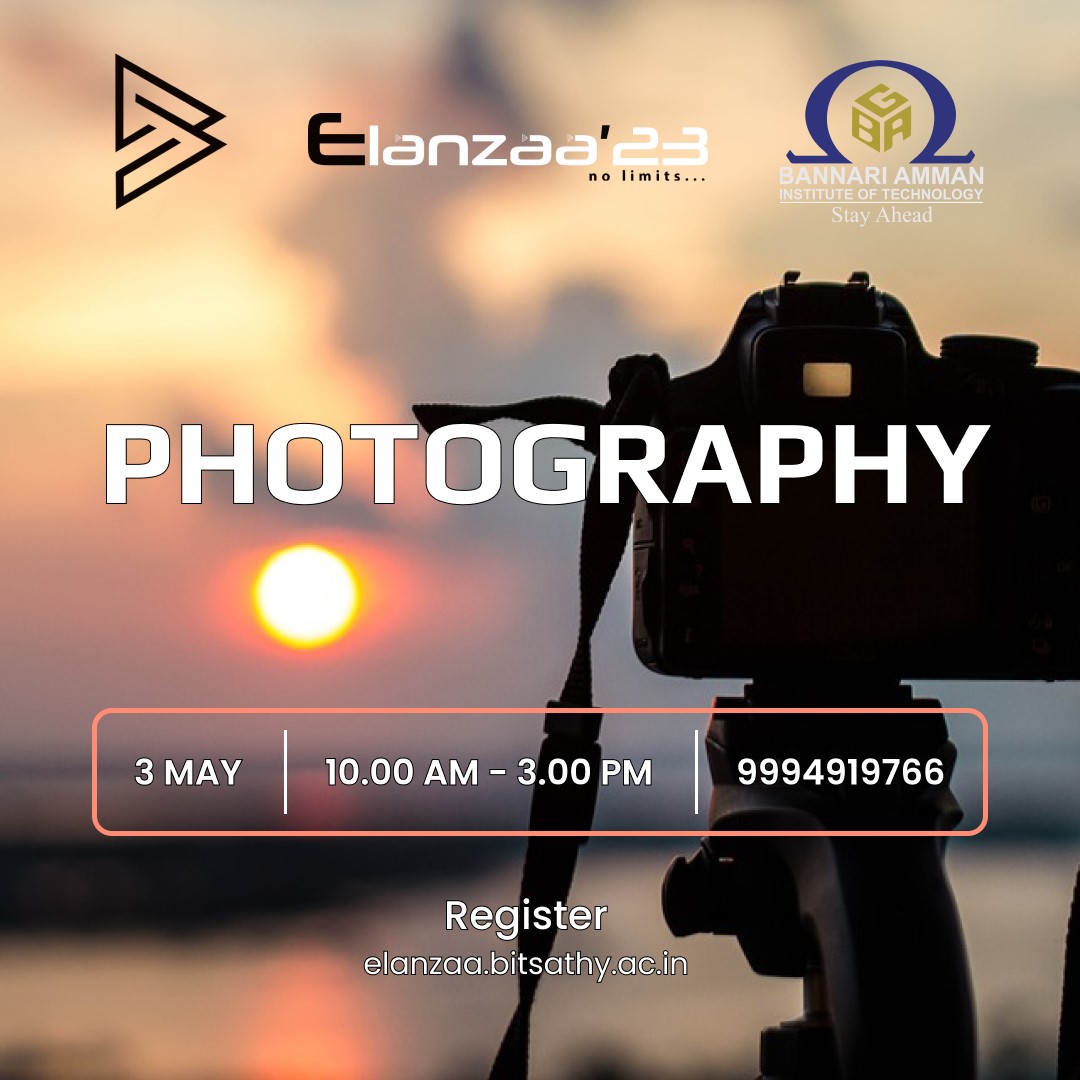 Elanzaa'23
no limits...
GBA
BANNARI AMMAN
INSTITUTE OF TECHNOLOGY
Stay Ahead
PHOTOGRAPHY
3 MAY
10.00 AM - 3.00 PM
9994919766
Register
elanzaa.bitsathy.ac.in